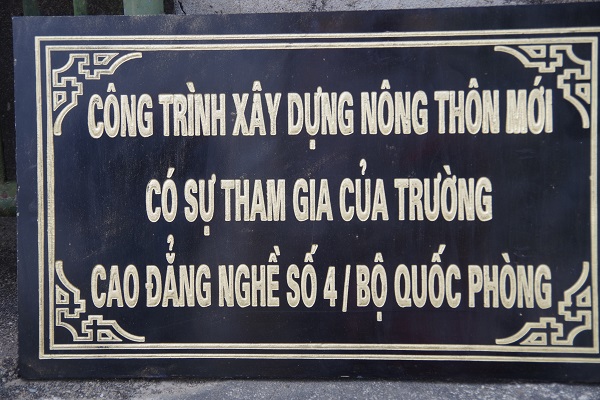 CÔNG TRÌNH XÂY DỰNG NÔNG THÔN MỚI
CÓ SỰ THAM GIA CỦA TRƯỜNG
CAO ĐẲNG NGHỀ SỐ 4 / BỘ QUỐC PHÒNG